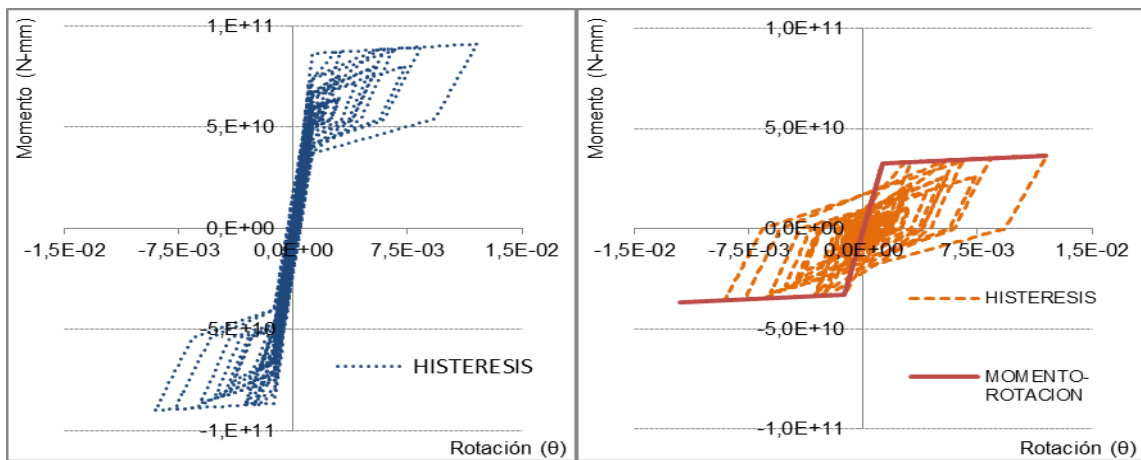 Momento (N-mm)
1,E+11
5,E+10
0,E+00
-1,5E-02 -7,5E-03 0,0E+00 7,5E-03 1,5E-02
-5,E+10
HISTERESIS
-1,E+11
Rotación (θ)
Momento (N-mm)
1,0E+11
5,0E+10
0,0E+00
-1,5E-02 -7,5E-03 0,0E+00 7,5E-03 1,5E-02
HISTERESIS
-5,0E+10
MOMENTO-
ROTACION
-1,0E+11
Rotación (θ)